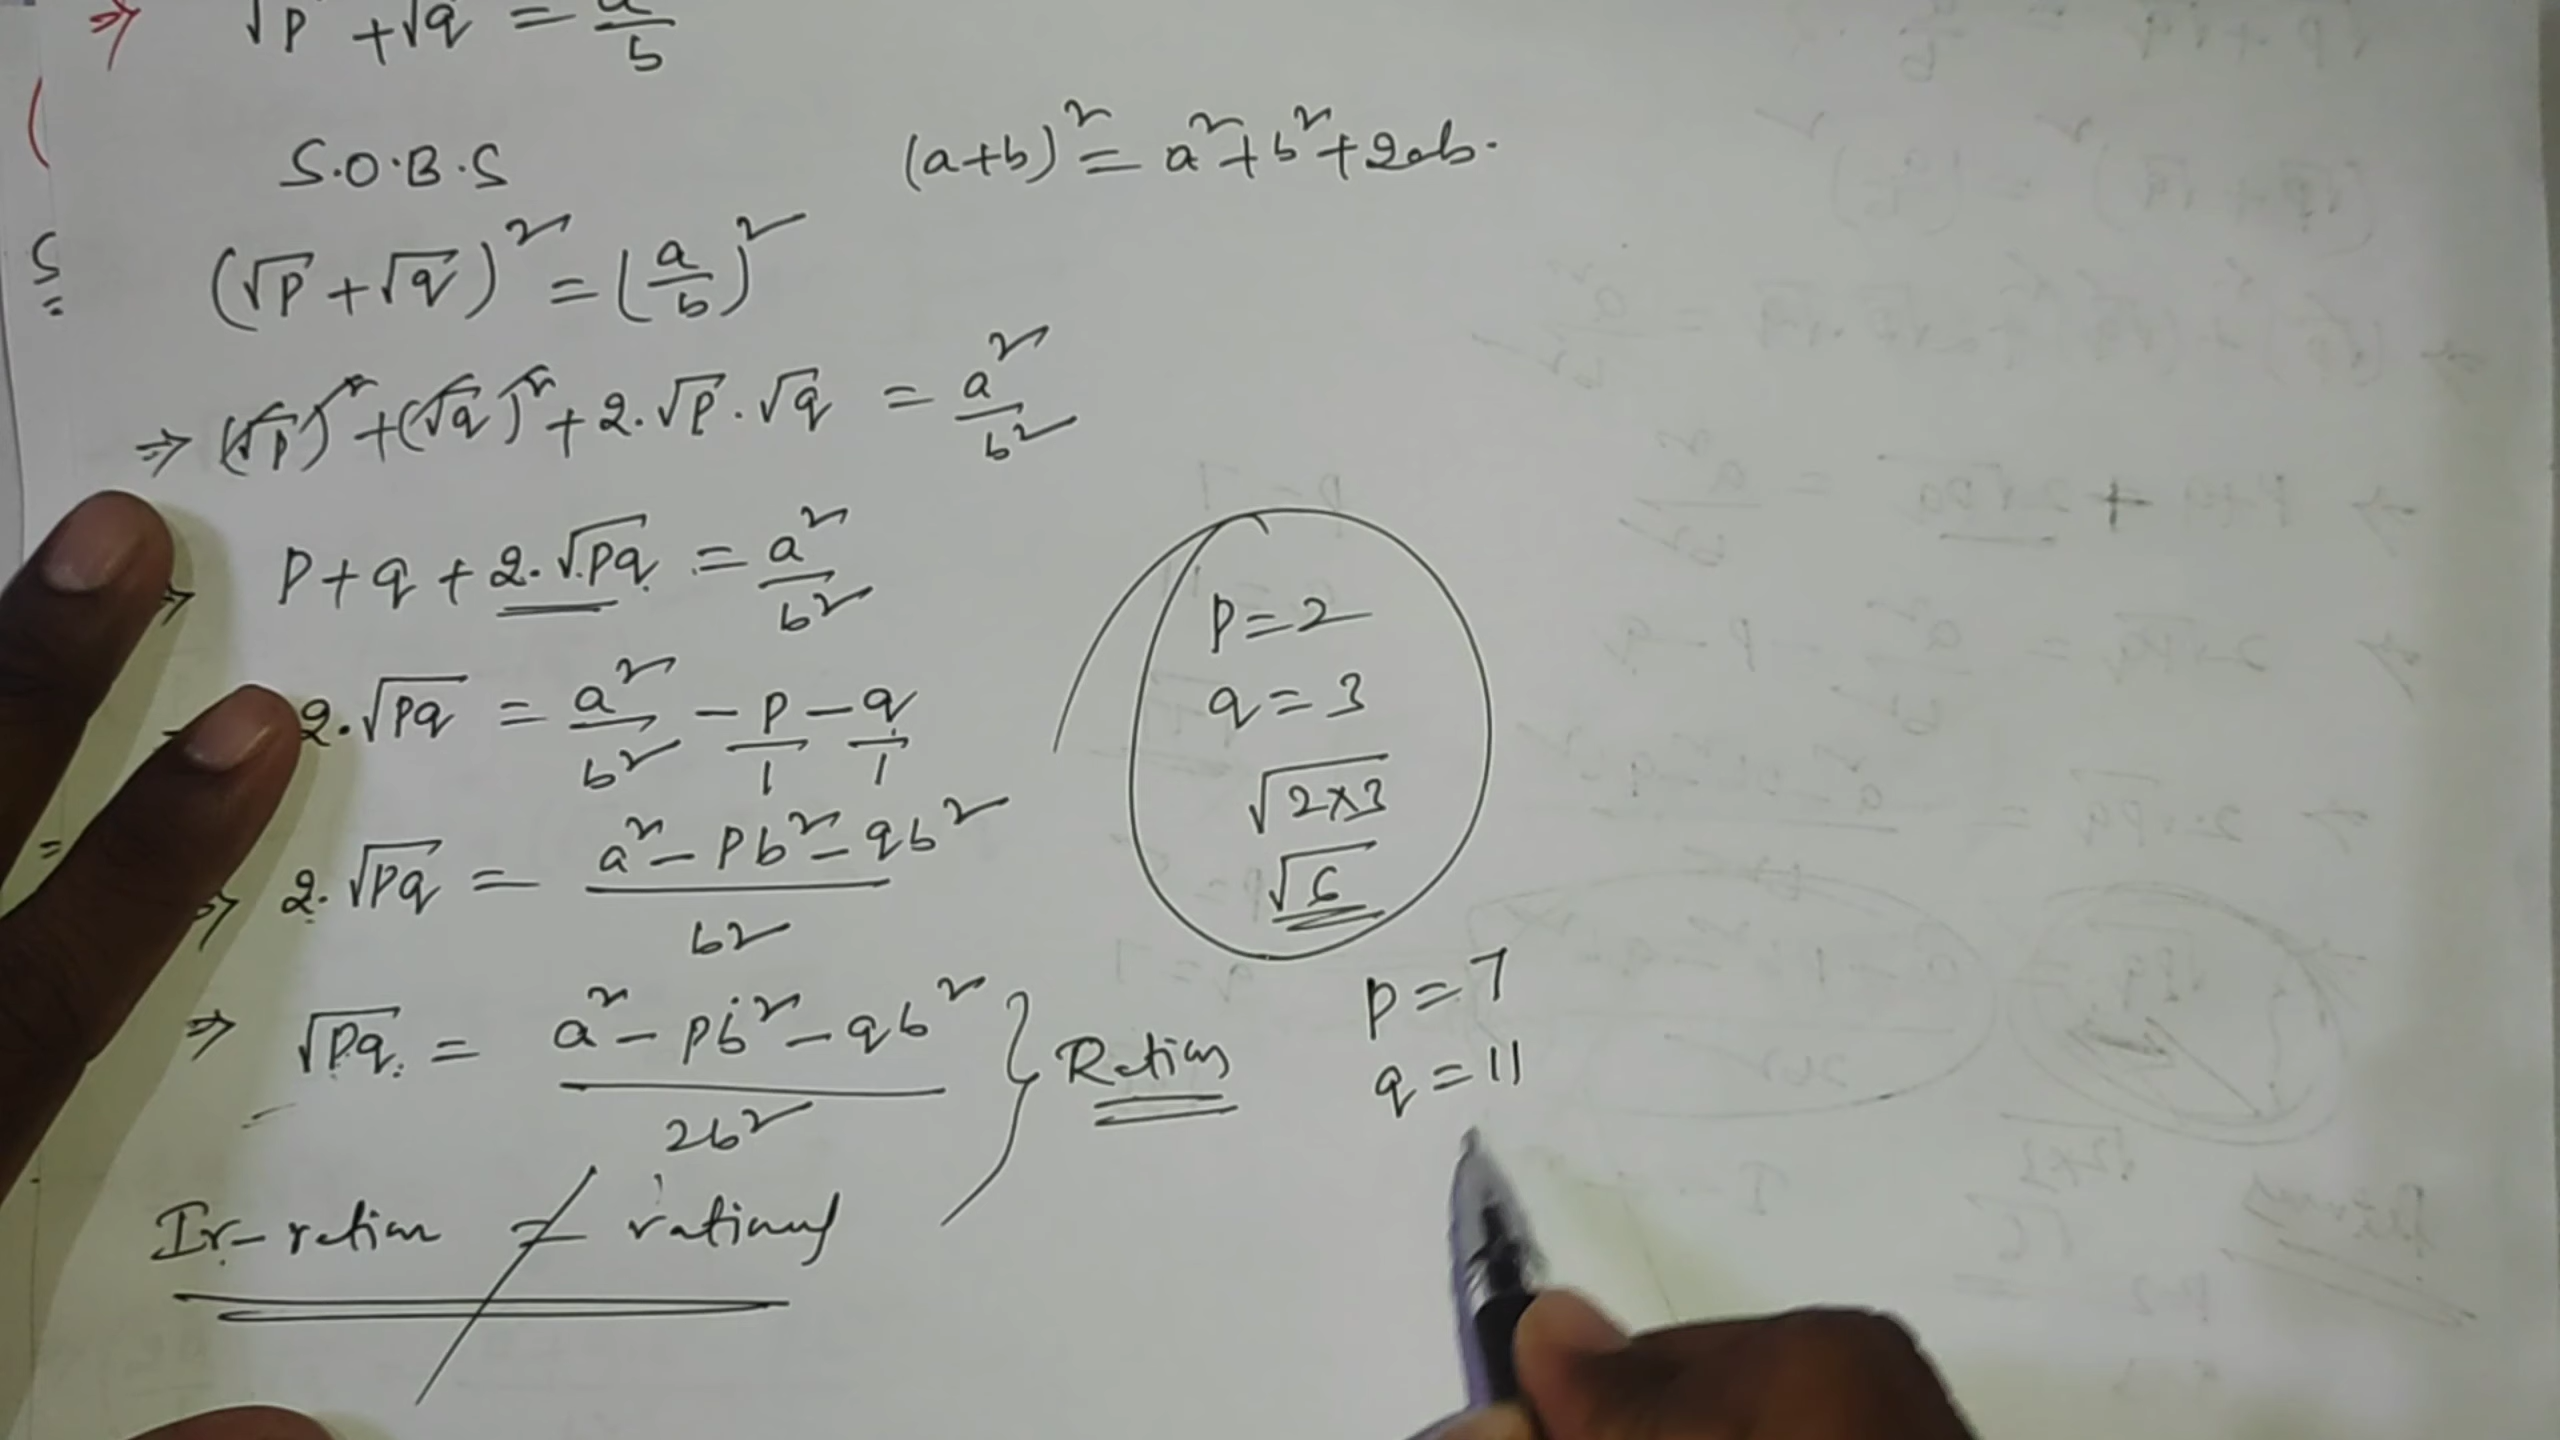 ⇒ √p + √q = a/b
S.O.B.S
(a+b)² = a²+b²+2ab.
(√p + √q)² = (a/b)²
⇒ (√p)² + (√q)² + 2.√p.√q = a²/b²
⇒ p + q + 2.√pq = a²/b²
2.√pq = a²/b² - p/1 - q/1
⇒ 2.√pq = (a² - pb² - qb²)/b²
⇒ √pq = (a² - pb² - qb²)/2b² } Ration
Ir-ration ≠ rational
p = 2
q = 3
√2×3
√6
p = 7
q = 11